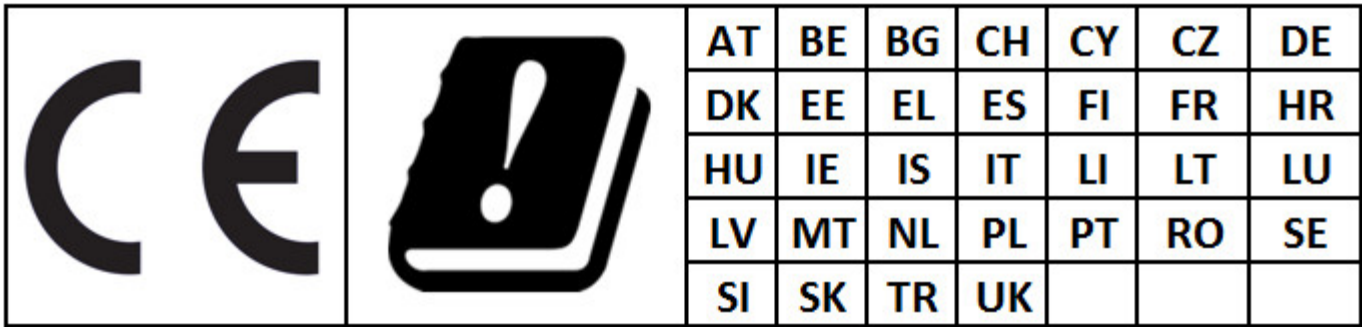 CE
AT BE BG CH CY CZ DE
DK EE EL ES FI FR HR
HU IE IS IT LI LT LU
LV MT NL PL PT RO SE
SI SK TR UK